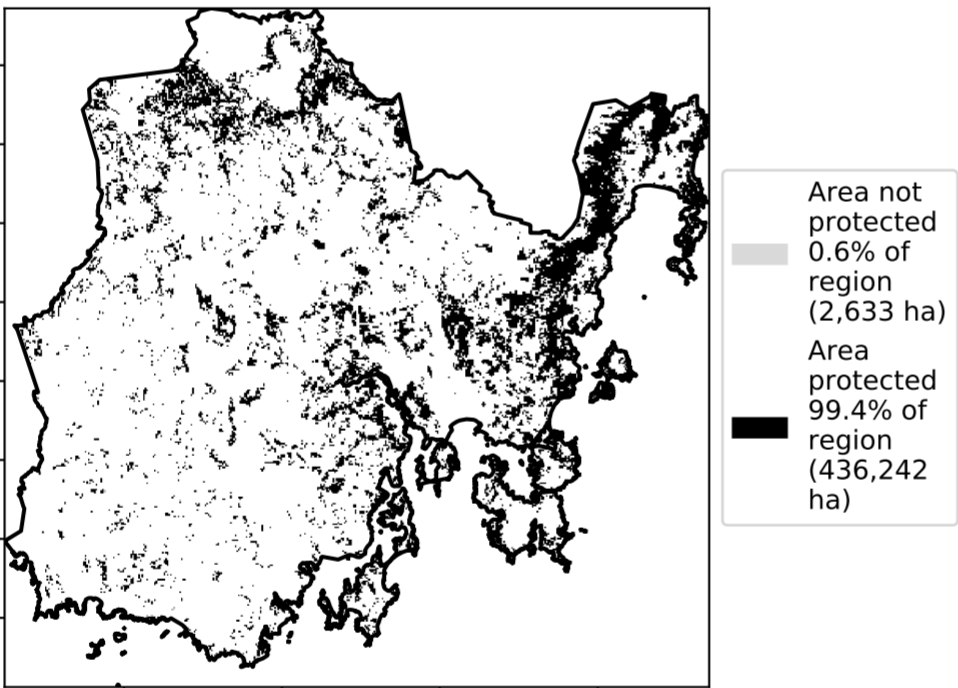 Area not
protected
0.6% of
region
(2,633 ha)
Area
protected
99.4% of
region
(436,242
ha)